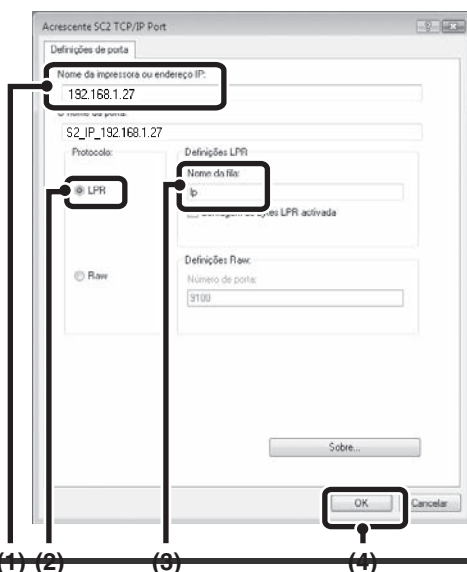 Acrescente SC2 TCP/IP Port
Definições de porta
Nome da impressora ou endereço IP:
192.168.1.27
O nome da porta:
S2_IP_192.168.1.27
Protocolo:
LPR
Raw
Definições LPR
Nome da fila:
lp
Contagem de bytes LPR activada
Definições Raw:
Número de porta:
9100
Sobre...
OK
Cancelar
(1) (2) (3) (4)